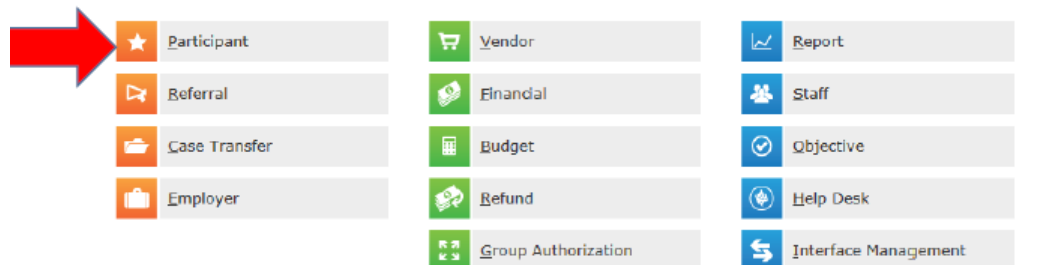 Participant
Vendor
Report
Referral
Financial
Staff
Case Transfer
Budget
Objective
Employer
Refund
Help Desk
Group Authorization
Interface Management